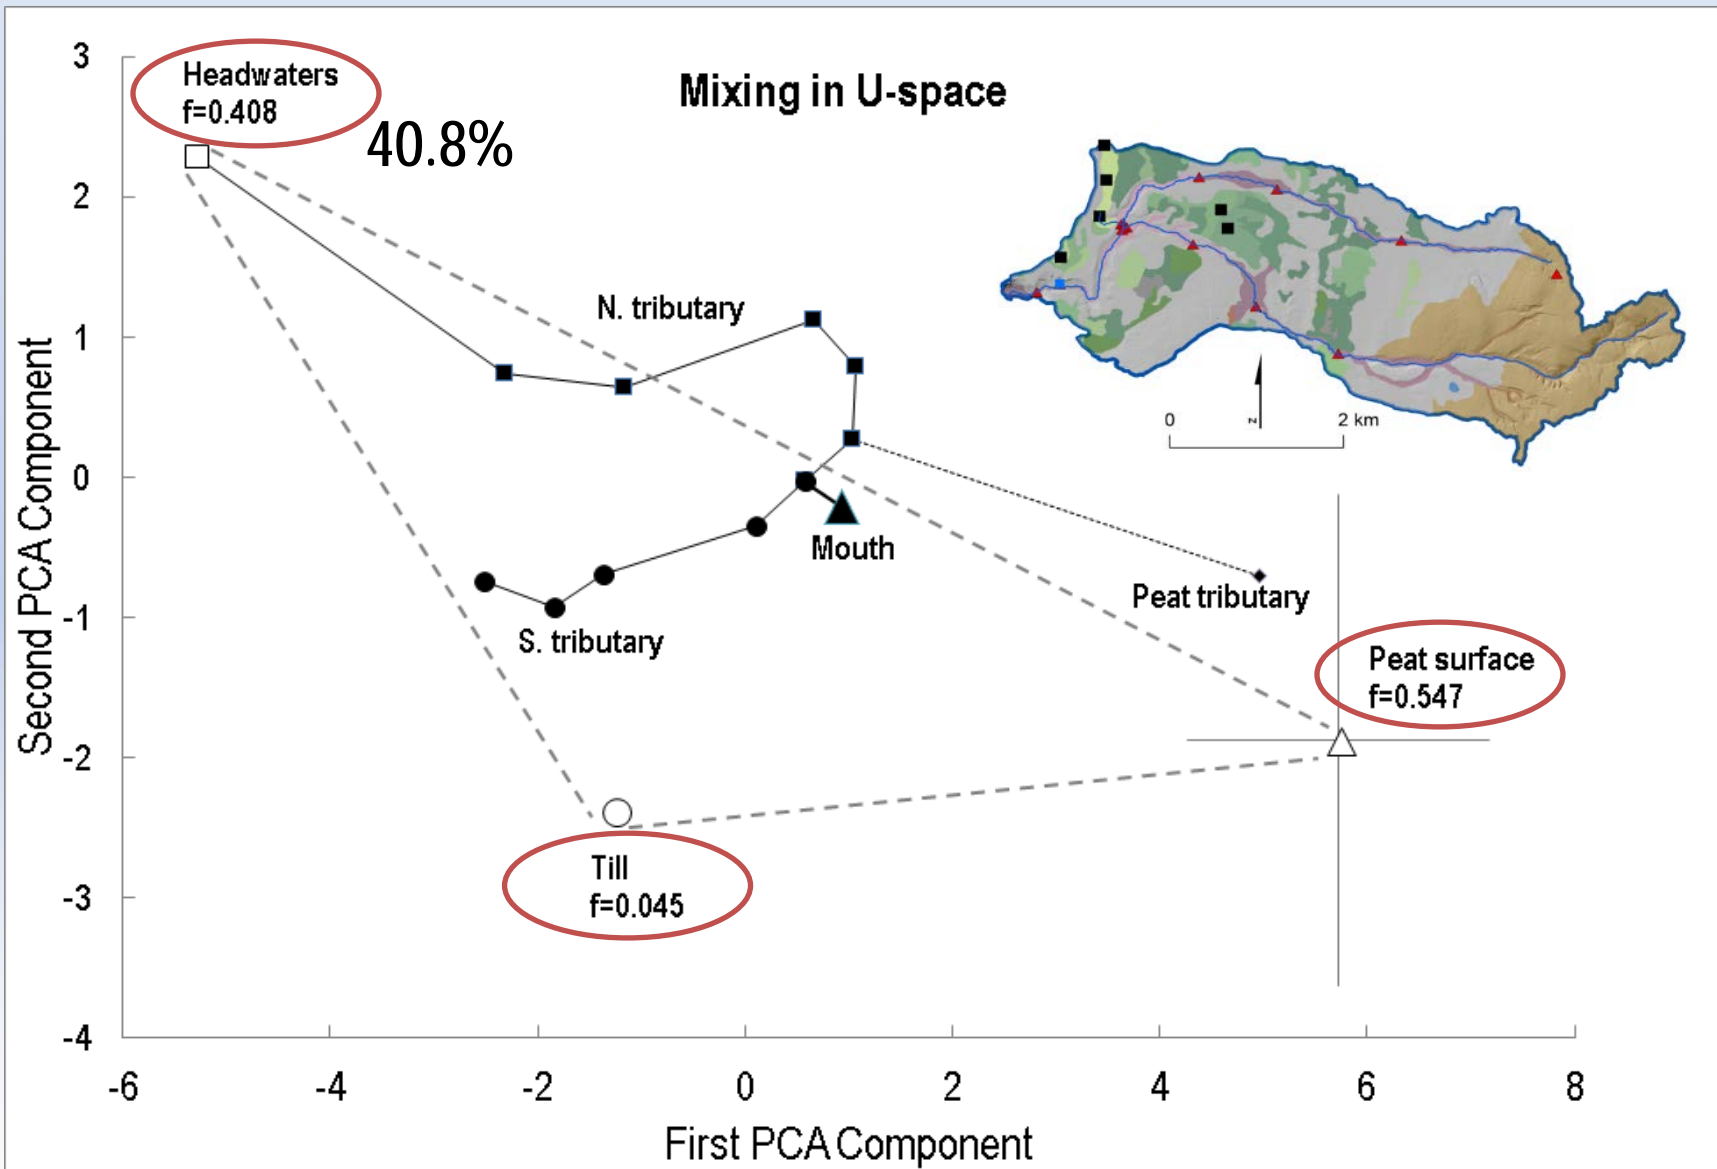 Mixing in U-space
Headwaters
f=0.408
40.8%
N. tributary
Mouth
Peat tributary
S. tributary
Peat surface
f=0.547
Till
f=0.045
0
N
2 km
3
2
1
0
-1
-2
-3
-4
Second PCA Component
-6
-4
-2
0
2
4
6
8
First PCA Component